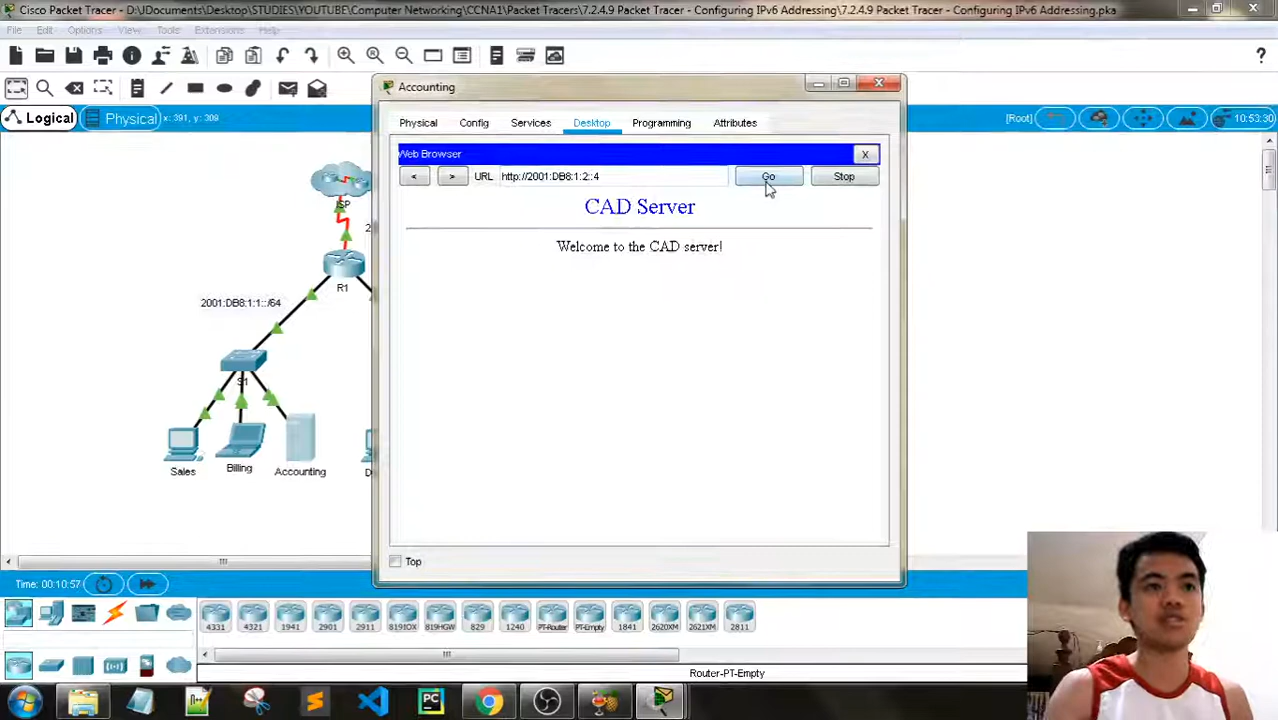 Cisco Packet Tracer - D:\JDocuments\Desktop\STUDIES\YOUTUBE\Computer Networking\CCNA1\Packet Tracers\7.2.4.9 Packet Tracer - Configuring IPv6 Addressing\7.2.4.9 Packet Tracer - Configuring IPv6 Addressing.pka
File Edit Options View Tools Extensions Help
?
Logical Physical x: 391, y: 309 [Root] 10:53:30
Accounting
Physical Config Services Desktop Programming Attributes
Web Browser X
< > URL http://2001:DB8:1:2::4 Go Stop
CAD Server
Welcome to the CAD server!
ISP
2
R1
2001:DB8:1:1::/64
S1
Sales Billing Accounting D
Top
Time: 00:10:57
4331 4321 1941 2901 2911 819IOX 819HGW 829 1240 PT-Router PT-Empty 1841 2620XM 2621XM 2811
Router-PT-Empty
PC